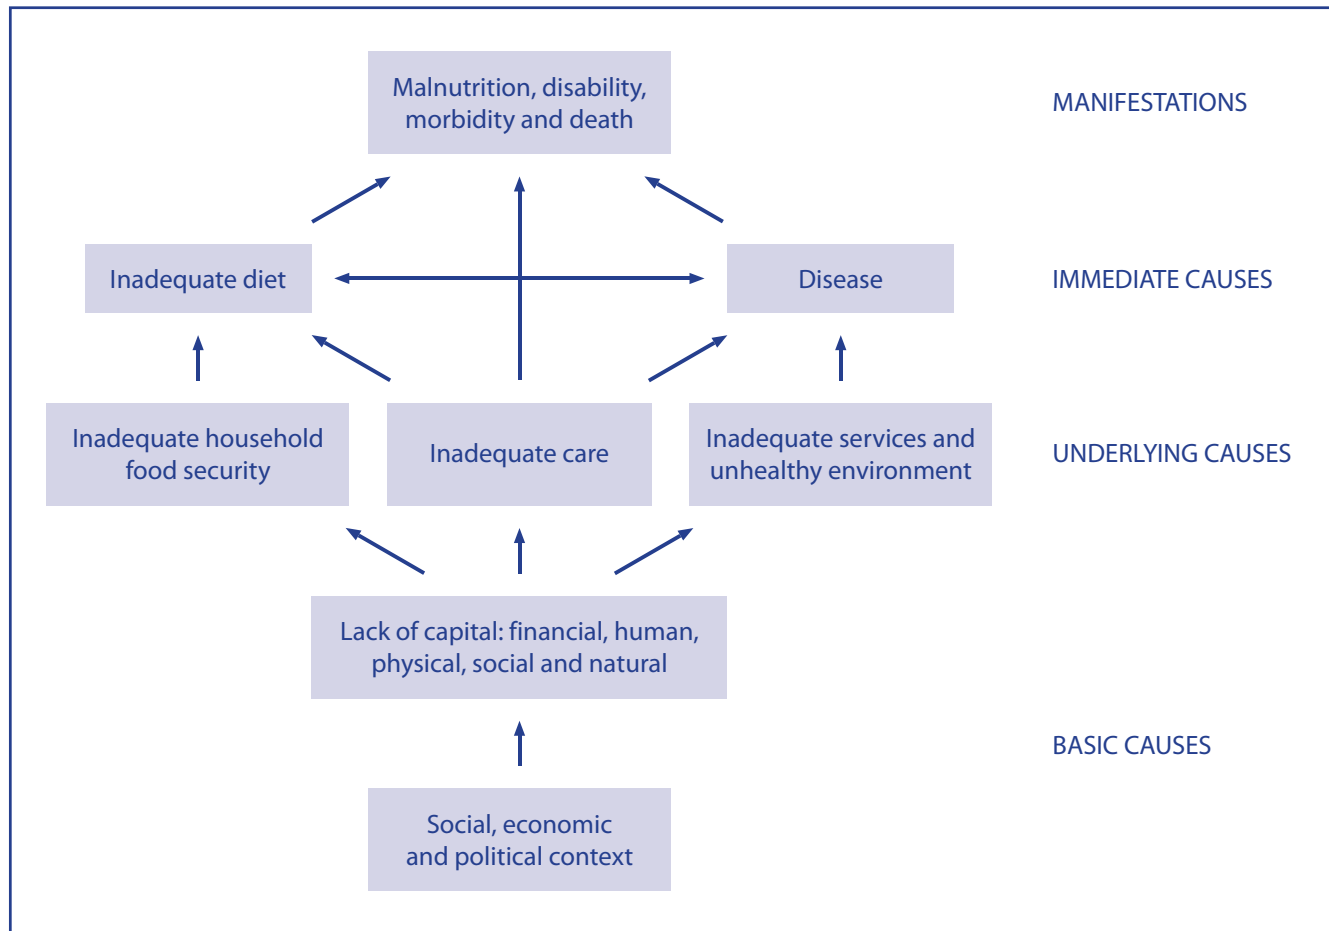 Malnutrition, disability,
morbidity and death
MANIFESTATIONS
Inadequate diet
Disease
IMMEDIATE CAUSES
Inadequate household
food security
Inadequate care
Inadequate services and
unhealthy environment
UNDERLYING CAUSES
Lack of capital: financial, human,
physical, social and natural
BASIC CAUSES
Social, economic
and political context